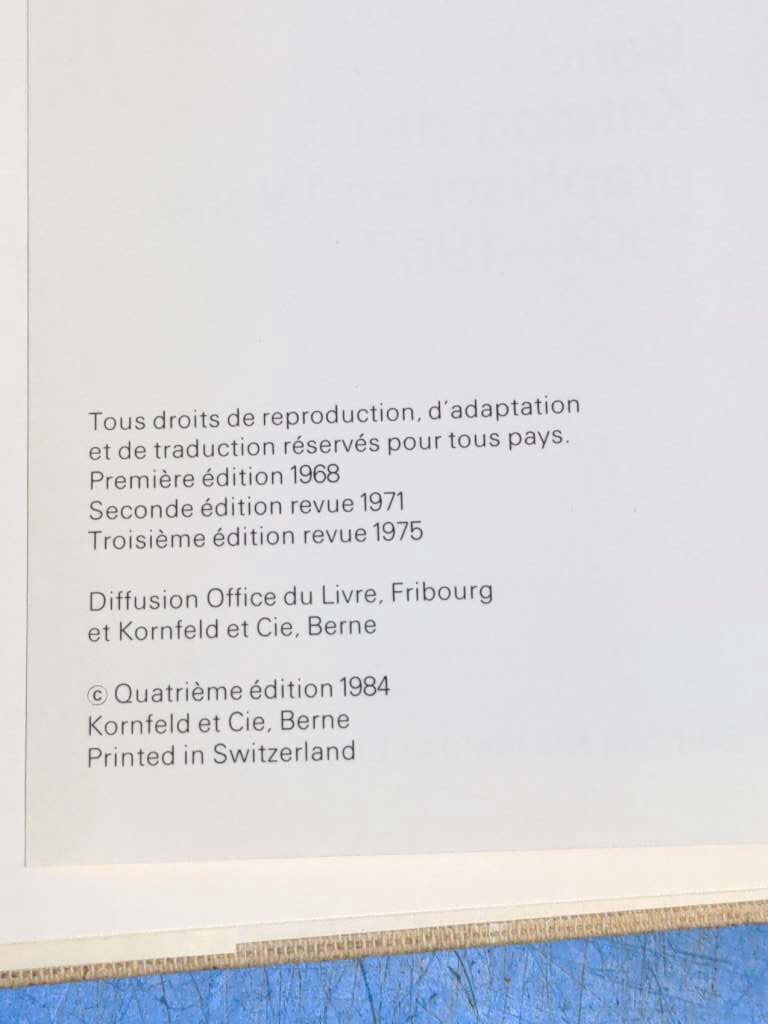 Tous droits de reproduction, d'adaptation
et de traduction réservés pour tous pays.
Première édition 1968
Seconde édition revue 1971
Troisième édition revue 1975
Diffusion Office du Livre, Fribourg
et Kornfeld et Cie, Berne
© Quatrième édition 1984
Kornfeld et Cie, Berne
Printed in Switzerland